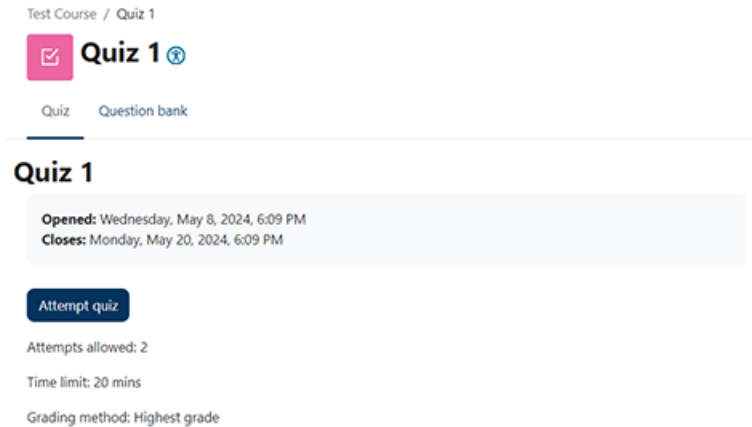 Test Course / Quiz 1
Quiz 1
Quiz Question bank
Quiz 1
Opened: Wednesday, May 8, 2024, 6:09 PM
Closes: Monday, May 20, 2024, 6:09 PM
Attempt quiz
Attempts allowed: 2
Time limit: 20 mins
Grading method: Highest grade